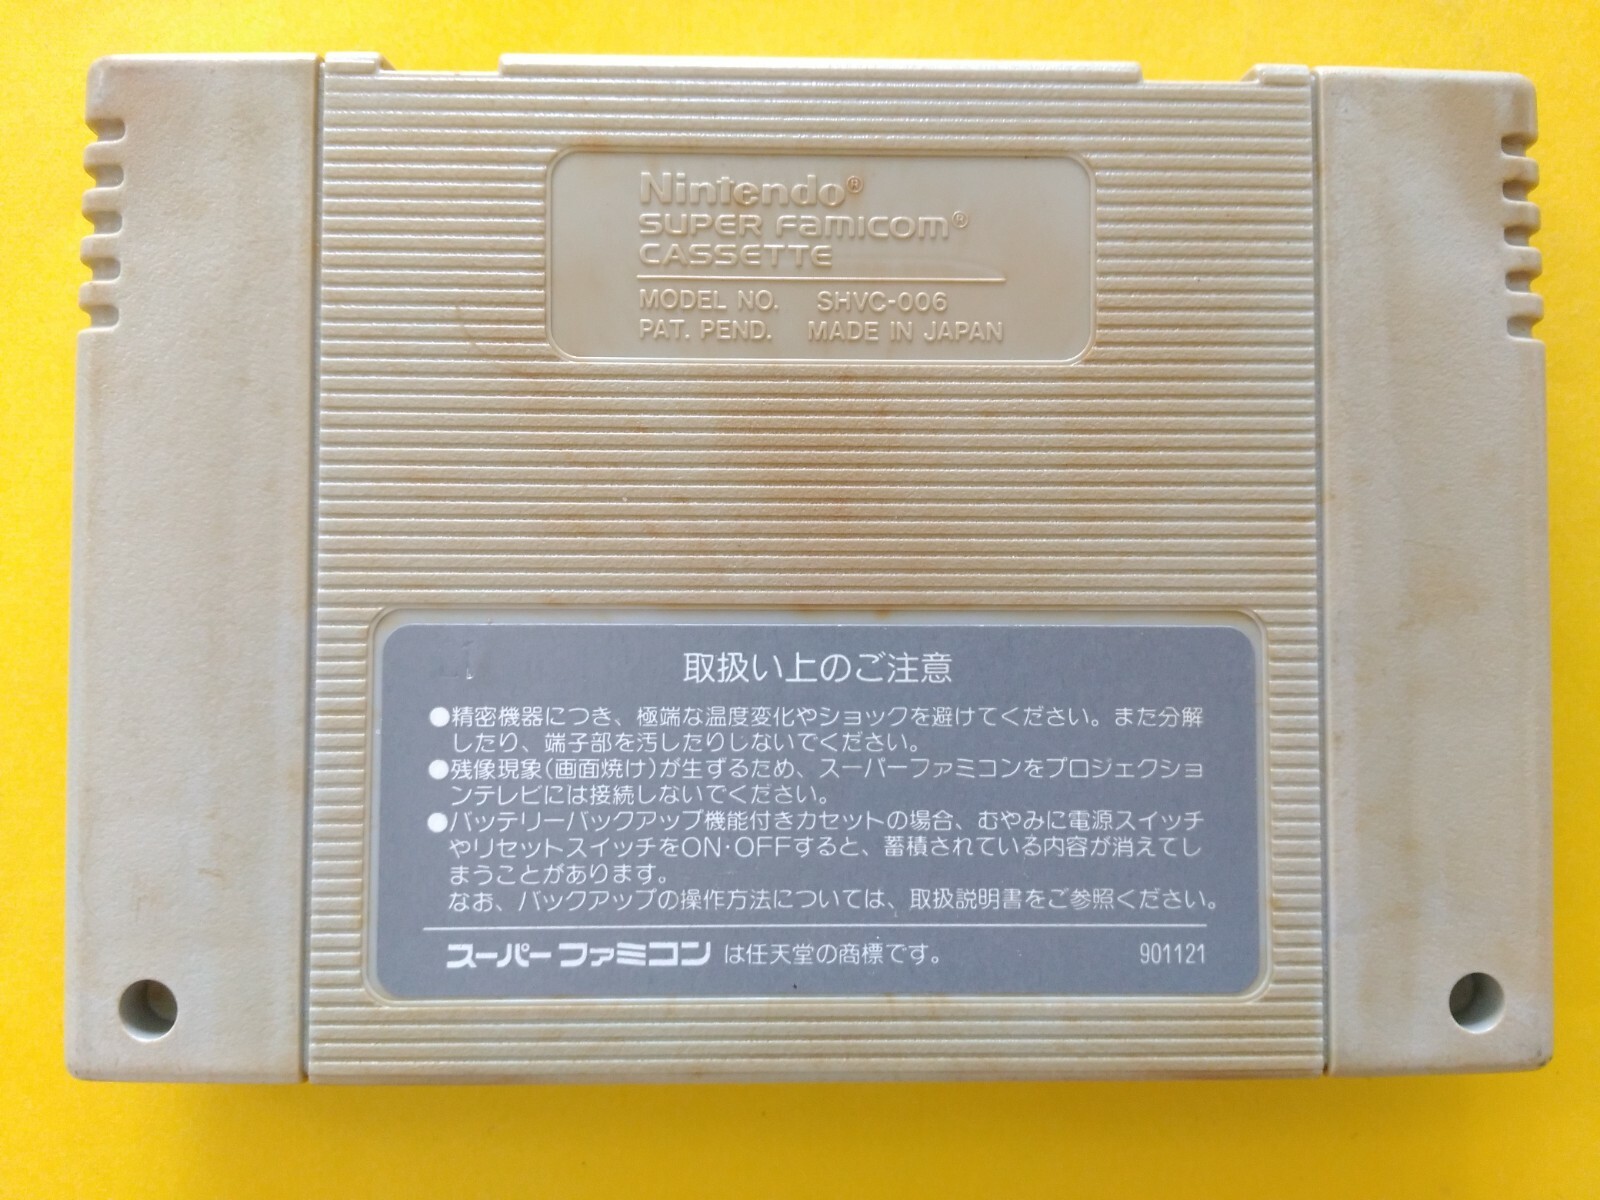 Nintendo®
SUPER FAMICOM®
CASSETTE
MODEL NO. SHVC-006
PAT. PEND. MADE IN JAPAN
取扱い上のご注意
●精密機器につき、極端な温度変化やショックを避けてください。また分解
したり、端子部を汚したりしないでください。
●残像現象(画面焼け)が生ずるため、スーパーファミコンをプロジェクショ
ンテレビには接続しないでください。
●バッテリーバックアップ機能付きカセットの場合、むやみに電源スイッチ
やリセットスイッチをON·OFFすると、蓄積されている内容が消えてし
まうことがあります。
なお、バックアップの操作方法については、取扱説明書をご参照ください。
スーパーファミコン は任天堂の商標です。 901121